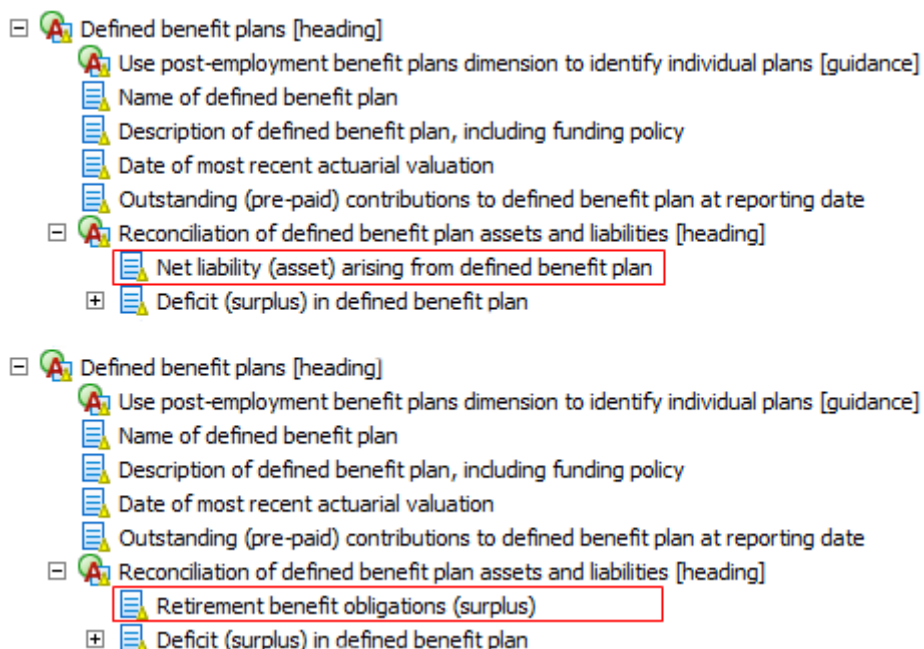 Defined benefit plans [heading]
Use post-employment benefit plans dimension to identify individual plans [guidance]
Name of defined benefit plan
Description of defined benefit plan, including funding policy
Date of most recent actuarial valuation
Outstanding (pre-paid) contributions to defined benefit plan at reporting date
Reconciliation of defined benefit plan assets and liabilities [heading]
Net liability (asset) arising from defined benefit plan
Deficit (surplus) in defined benefit plan
Defined benefit plans [heading]
Use post-employment benefit plans dimension to identify individual plans [guidance]
Name of defined benefit plan
Description of defined benefit plan, including funding policy
Date of most recent actuarial valuation
Outstanding (pre-paid) contributions to defined benefit plan at reporting date
Reconciliation of defined benefit plan assets and liabilities [heading]
Retirement benefit obligations (surplus)
Deficit (surplus) in defined benefit plan